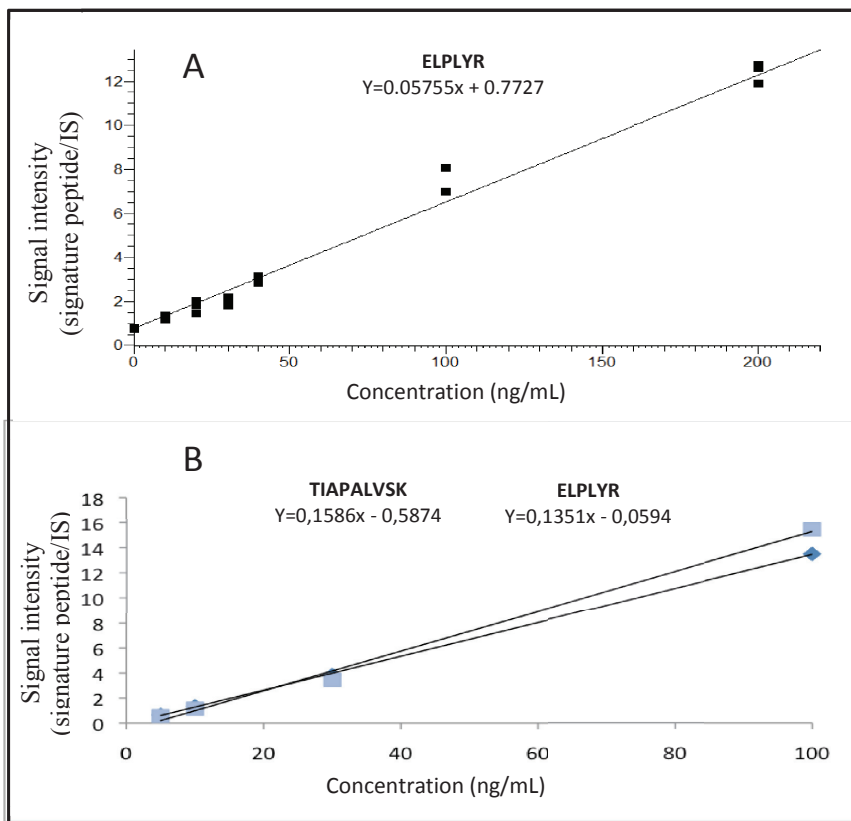 A
ELPLYR
Y=0.05755x + 0.7727
Signal intensity
(signature peptide/IS)
12
10
8
6
4
2
0
0
50
100
150
200
Concentration (ng/mL)
B
TIAPALVSK
ELPLYR
Y=0,1586x - 0,5874
Y=0,1351x - 0,0594
Signal intensity
(signature peptide/IS)
18
16
14
12
10
8
6
4
2
0
0
20
40
60
80
100
Concentration (ng/mL)